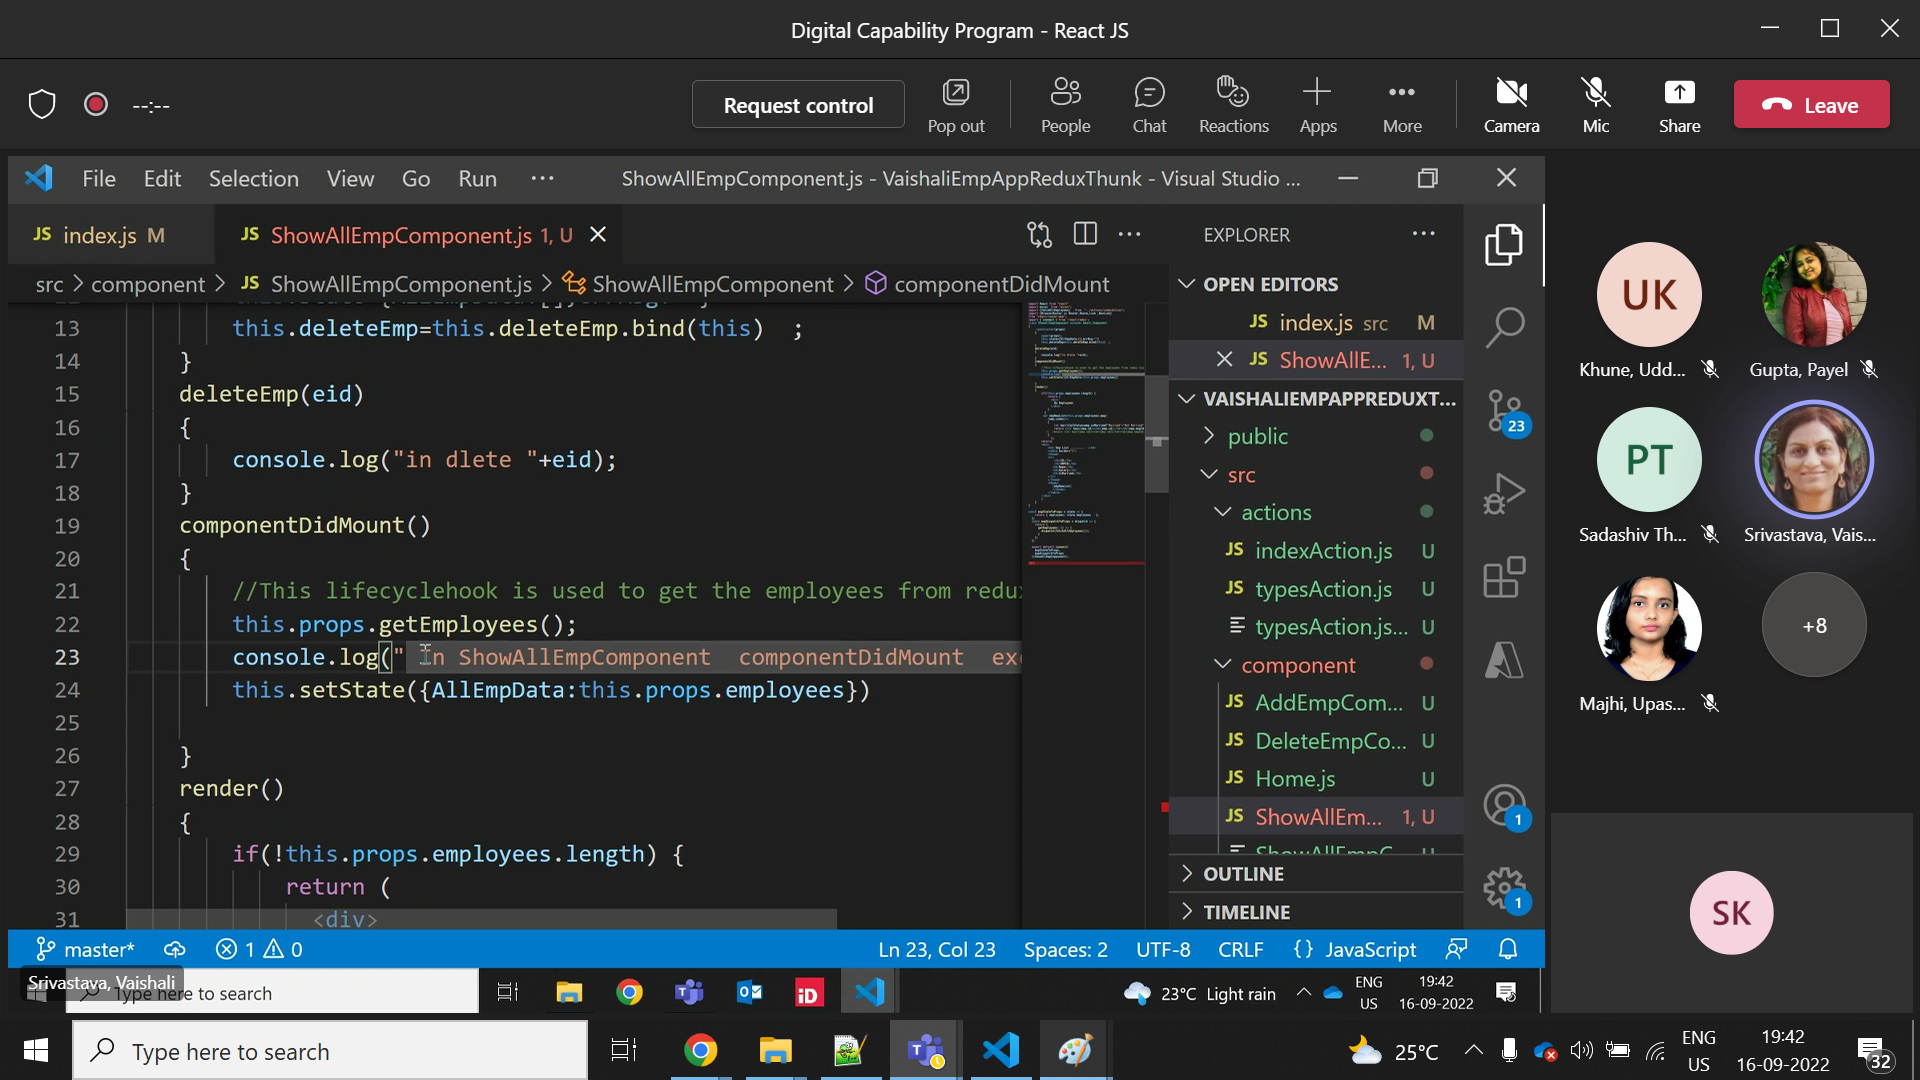 Digital Capability Program - React JS
--:--
Request control
Pop out
People
Chat
Reactions
Apps
More
Camera
Mic
Share
Leave
File Edit Selection View Go Run ···
ShowAllEmpComponent.js - VaishaliEmpAppReduxThunk - Visual Studio ...
JS index.js M
JS ShowAllEmpComponent.js 1, U
src > component > JS ShowAllEmpComponent.js > ShowAllEmpComponent > componentDidMount
13 this.deleteEmp=this.deleteEmp.bind(this) ;
14 }
15 deleteEmp(eid)
16 {
17 console.log("in dlete "+eid);
18 }
19 componentDidMount()
20 {
21 //This lifecyclehook is used to get the employees from redux
22 this.props.getEmployees();
23 console.log(" In ShowAllEmpComponent componentDidMount exe
24 this.setState({AllEmpData:this.props.employees})
25
26 }
27 render()
28 {
29 if(!this.props.employees.length) {
30 return (
31 <div>
EXPLORER
OPEN EDITORS
JS index.js src M
JS ShowAllE... 1, U
VAISHALIEMPAPPREDUXT...
public
src
actions
JS indexAction.js U
JS typesAction.js U
typesAction.js... U
component
JS AddEmpCom... U
JS DeleteEmpCo... U
JS Home.js U
JS ShowAllEm... 1, U
ShowAllEmpC... U
OUTLINE
TIMELINE
23
1
1
master*
1 0
Ln 23, Col 23
Spaces: 2
UTF-8
CRLF
{} JavaScript
Srivastava, Vaishali
Type here to search
iD
23°C Light rain
ENG
US
19:42
16-09-2022
UK
Khune, Udd...
Gupta, Payel
PT
Sadashiv Th...
Srivastava, Vais...
Majhi, Upas...
+8
SK
Type here to search
25°C
ENG
US
19:42
16-09-2022
32